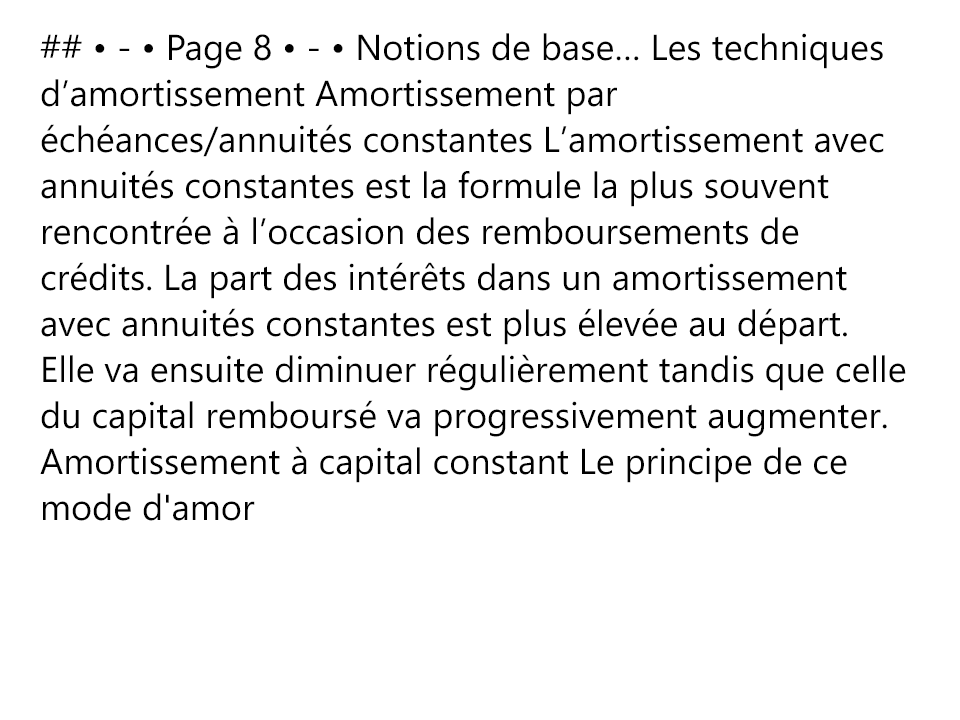 ## • - • Page 8 • - • Notions de base… Les techniques
d’amortissement Amortissement par
échéances/annuités constantes L’amortissement avec
annuités constantes est la formule la plus souvent
rencontrée à l’occasion des remboursements de
crédits. La part des intérêts dans un amortissement
avec annuités constantes est plus élevée au départ.
Elle va ensuite diminuer régulièrement tandis que celle
du capital remboursé va progressivement augmenter.
Amortissement à capital constant Le principe de ce
mode d'amor